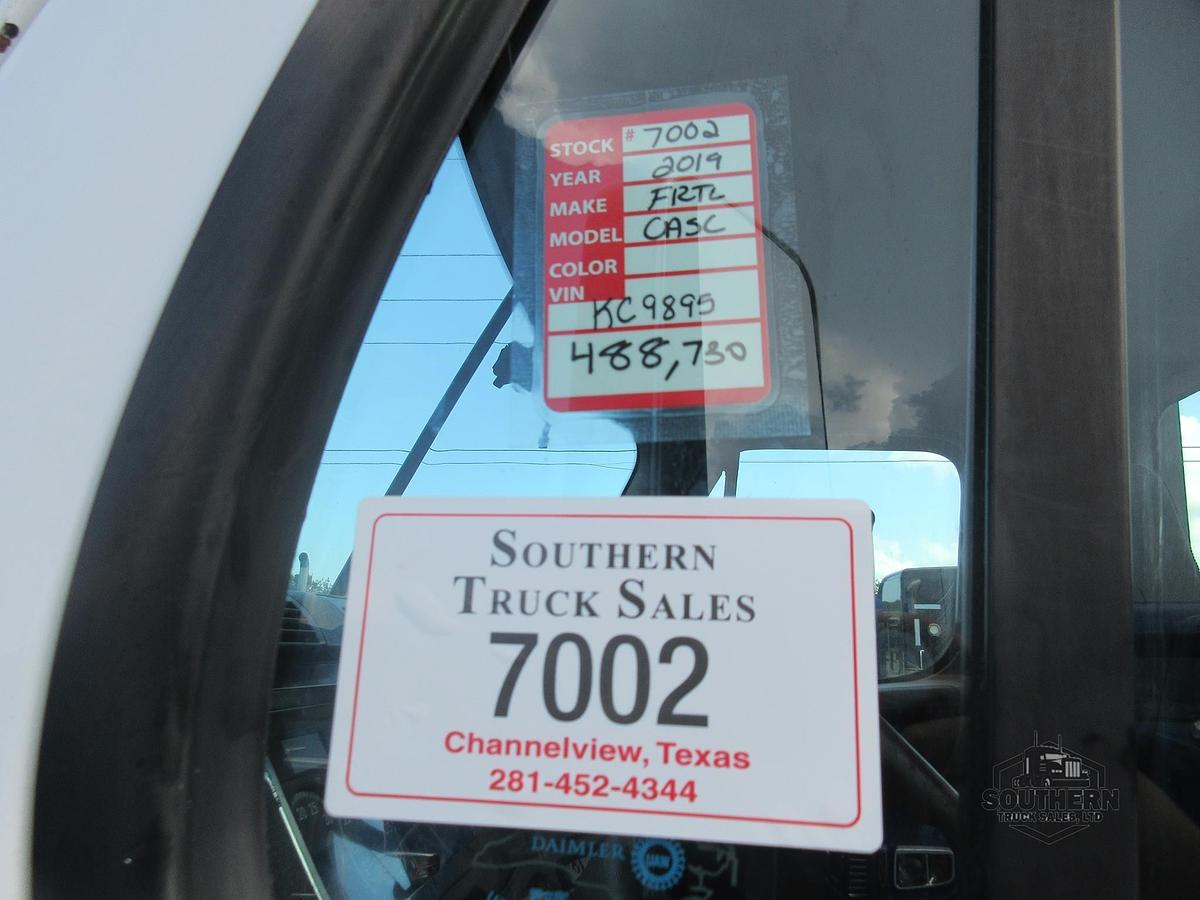 STOCK # 7002
YEAR 2019
MAKE FRTL
MODEL CASC
COLOR
VIN
KC9895
488,730
SOUTHERN
TRUCK SALES
7002
Channelview, Texas
281-452-4344
DAIMLER
SOUTHERN
TRUCK SALES, LTD